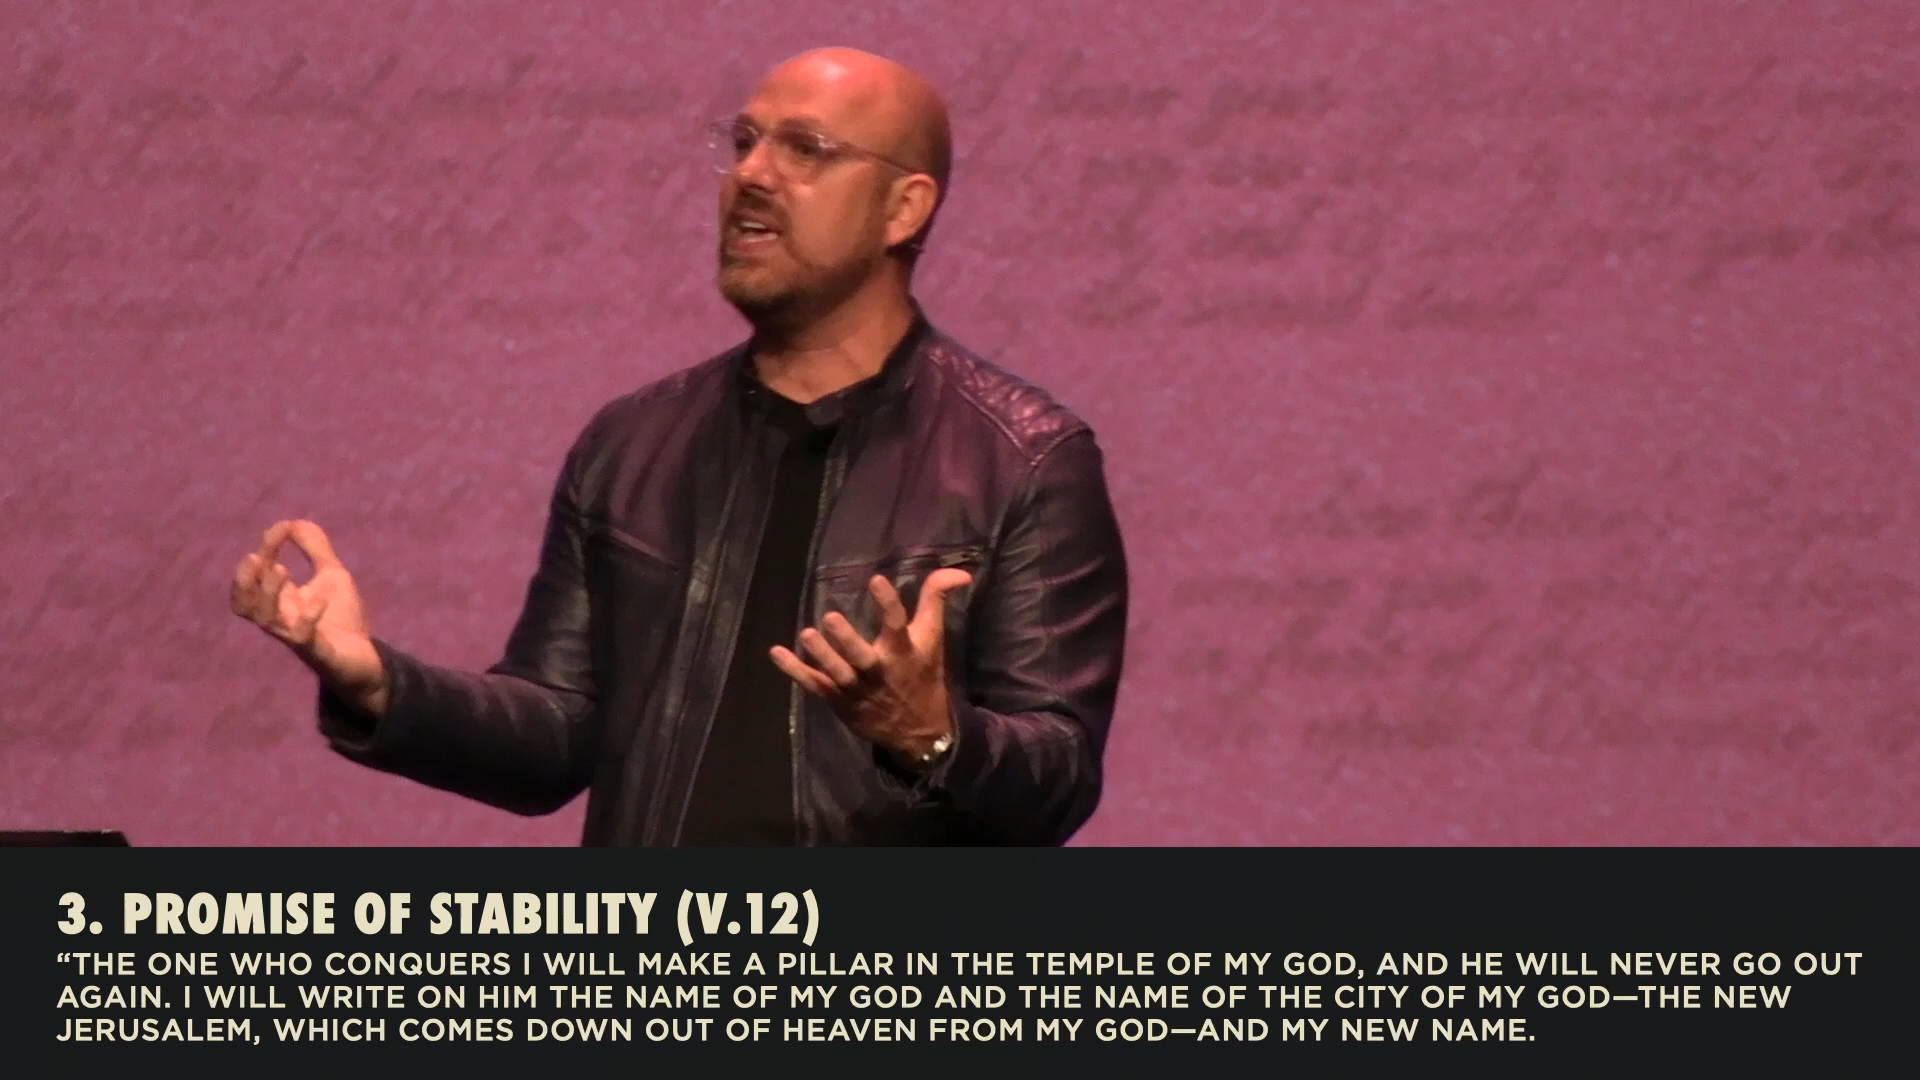 3. PROMISE OF STABILITY (V.12)
“THE ONE WHO CONQUERS I WILL MAKE A PILLAR IN THE TEMPLE OF MY GOD, AND HE WILL NEVER GO OUT
AGAIN. I WILL WRITE ON HIM THE NAME OF MY GOD AND THE NAME OF THE CITY OF MY GOD—THE NEW
JERUSALEM, WHICH COMES DOWN OUT OF HEAVEN FROM MY GOD—AND MY NEW NAME.